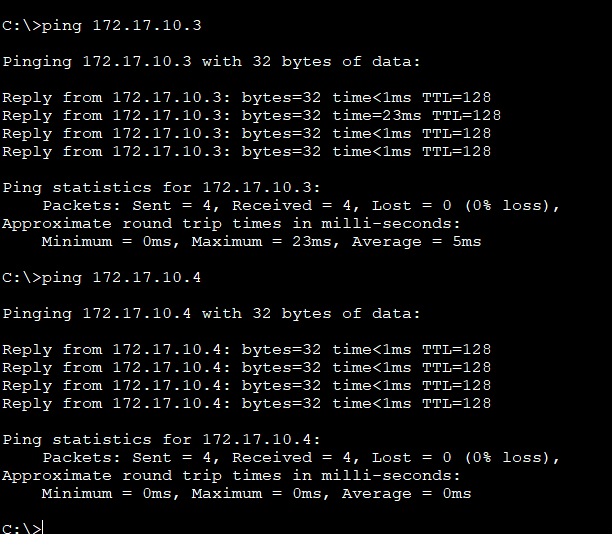 C:\>ping 172.17.10.3
Pinging 172.17.10.3 with 32 bytes of data:
Reply from 172.17.10.3: bytes=32 time<1ms TTL=128
Reply from 172.17.10.3: bytes=32 time=23ms TTL=128
Reply from 172.17.10.3: bytes=32 time<1ms TTL=128
Reply from 172.17.10.3: bytes=32 time<1ms TTL=128
Ping statistics for 172.17.10.3:
    Packets: Sent = 4, Received = 4, Lost = 0 (0% loss),
Approximate round trip times in milli-seconds:
    Minimum = 0ms, Maximum = 23ms, Average = 5ms
C:\>ping 172.17.10.4
Pinging 172.17.10.4 with 32 bytes of data:
Reply from 172.17.10.4: bytes=32 time<1ms TTL=128
Reply from 172.17.10.4: bytes=32 time<1ms TTL=128
Reply from 172.17.10.4: bytes=32 time<1ms TTL=128
Reply from 172.17.10.4: bytes=32 time<1ms TTL=128
Ping statistics for 172.17.10.4:
    Packets: Sent = 4, Received = 4, Lost = 0 (0% loss),
Approximate round trip times in milli-seconds:
    Minimum = 0ms, Maximum = 0ms, Average = 0ms
C:\>